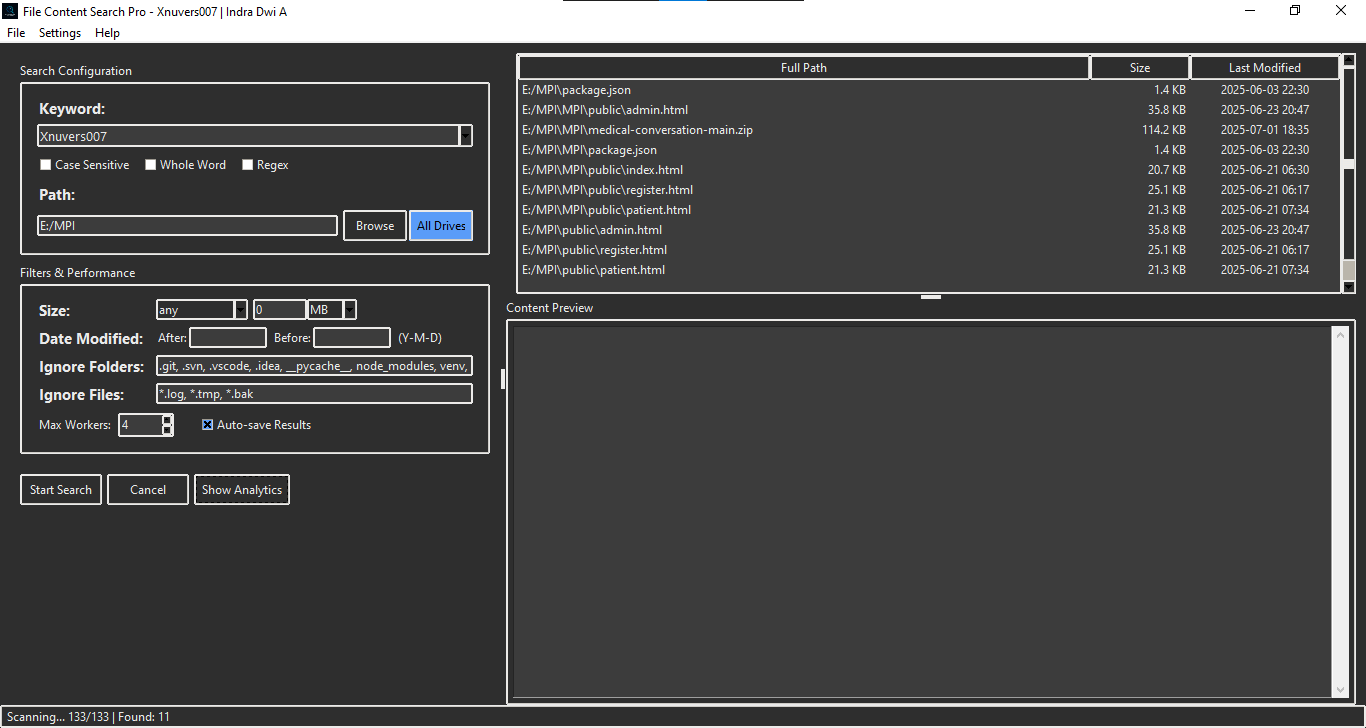 File Content Search Pro - Xnuvers007 | Indra Dwi A
File Settings Help
Search Configuration
Keyword:
Xnuvers007
Case Sensitive Whole Word Regex
Path:
E:/MPI Browse All Drives
Filters & Performance
Size: any 0 MB
Date Modified: After: Before: (Y-M-D)
Ignore Folders: .git, .svn, .vscode, .idea, __pycache__, node_modules, venv,
Ignore Files: *.log, *.tmp, *.bak
Max Workers: 4 Auto-save Results
Start Search Cancel Show Analytics
Full Path Size Last Modified
E:/MPI\package.json 1.4 KB 2025-06-03 22:30
E:/MPI\MPI\public\admin.html 35.8 KB 2025-06-23 20:47
E:/MPI\MPI\medical-conversation-main.zip 114.2 KB 2025-07-01 18:35
E:/MPI\MPI\package.json 1.4 KB 2025-06-03 22:30
E:/MPI\MPI\public\index.html 20.7 KB 2025-06-21 06:30
E:/MPI\MPI\public\register.html 25.1 KB 2025-06-21 06:17
E:/MPI\MPI\public\patient.html 21.3 KB 2025-06-21 07:34
E:/MPI\public\admin.html 35.8 KB 2025-06-23 20:47
E:/MPI\public\register.html 25.1 KB 2025-06-21 06:17
E:/MPI\public\patient.html 21.3 KB 2025-06-21 07:34
Content Preview
Scanning... 133/133 | Found: 11